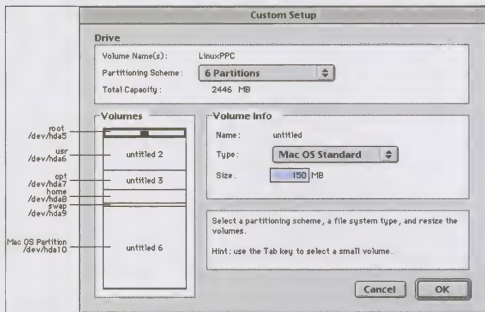 Custom Setup
Drive
Volume Name(s): LinuxPPC
Partitioning Scheme: 6 Partitions
Total Capacity: 2446 MB
Volumes
root
/dev/hda5
usr
/dev/hda6
untitled 2
opt
/dev/hda7
untitled 3
home
/dev/hda8
swap
/dev/hda9
Mac OS Partition
/dev/hda10
untitled 6
Volume Info
Name: untitled
Type: Mac OS Standard
Size: 150 MB
Select a partitioning scheme, a file system type, and resize the
volumes.
Hint: use the Tab key to select a small volume.
Cancel
OK